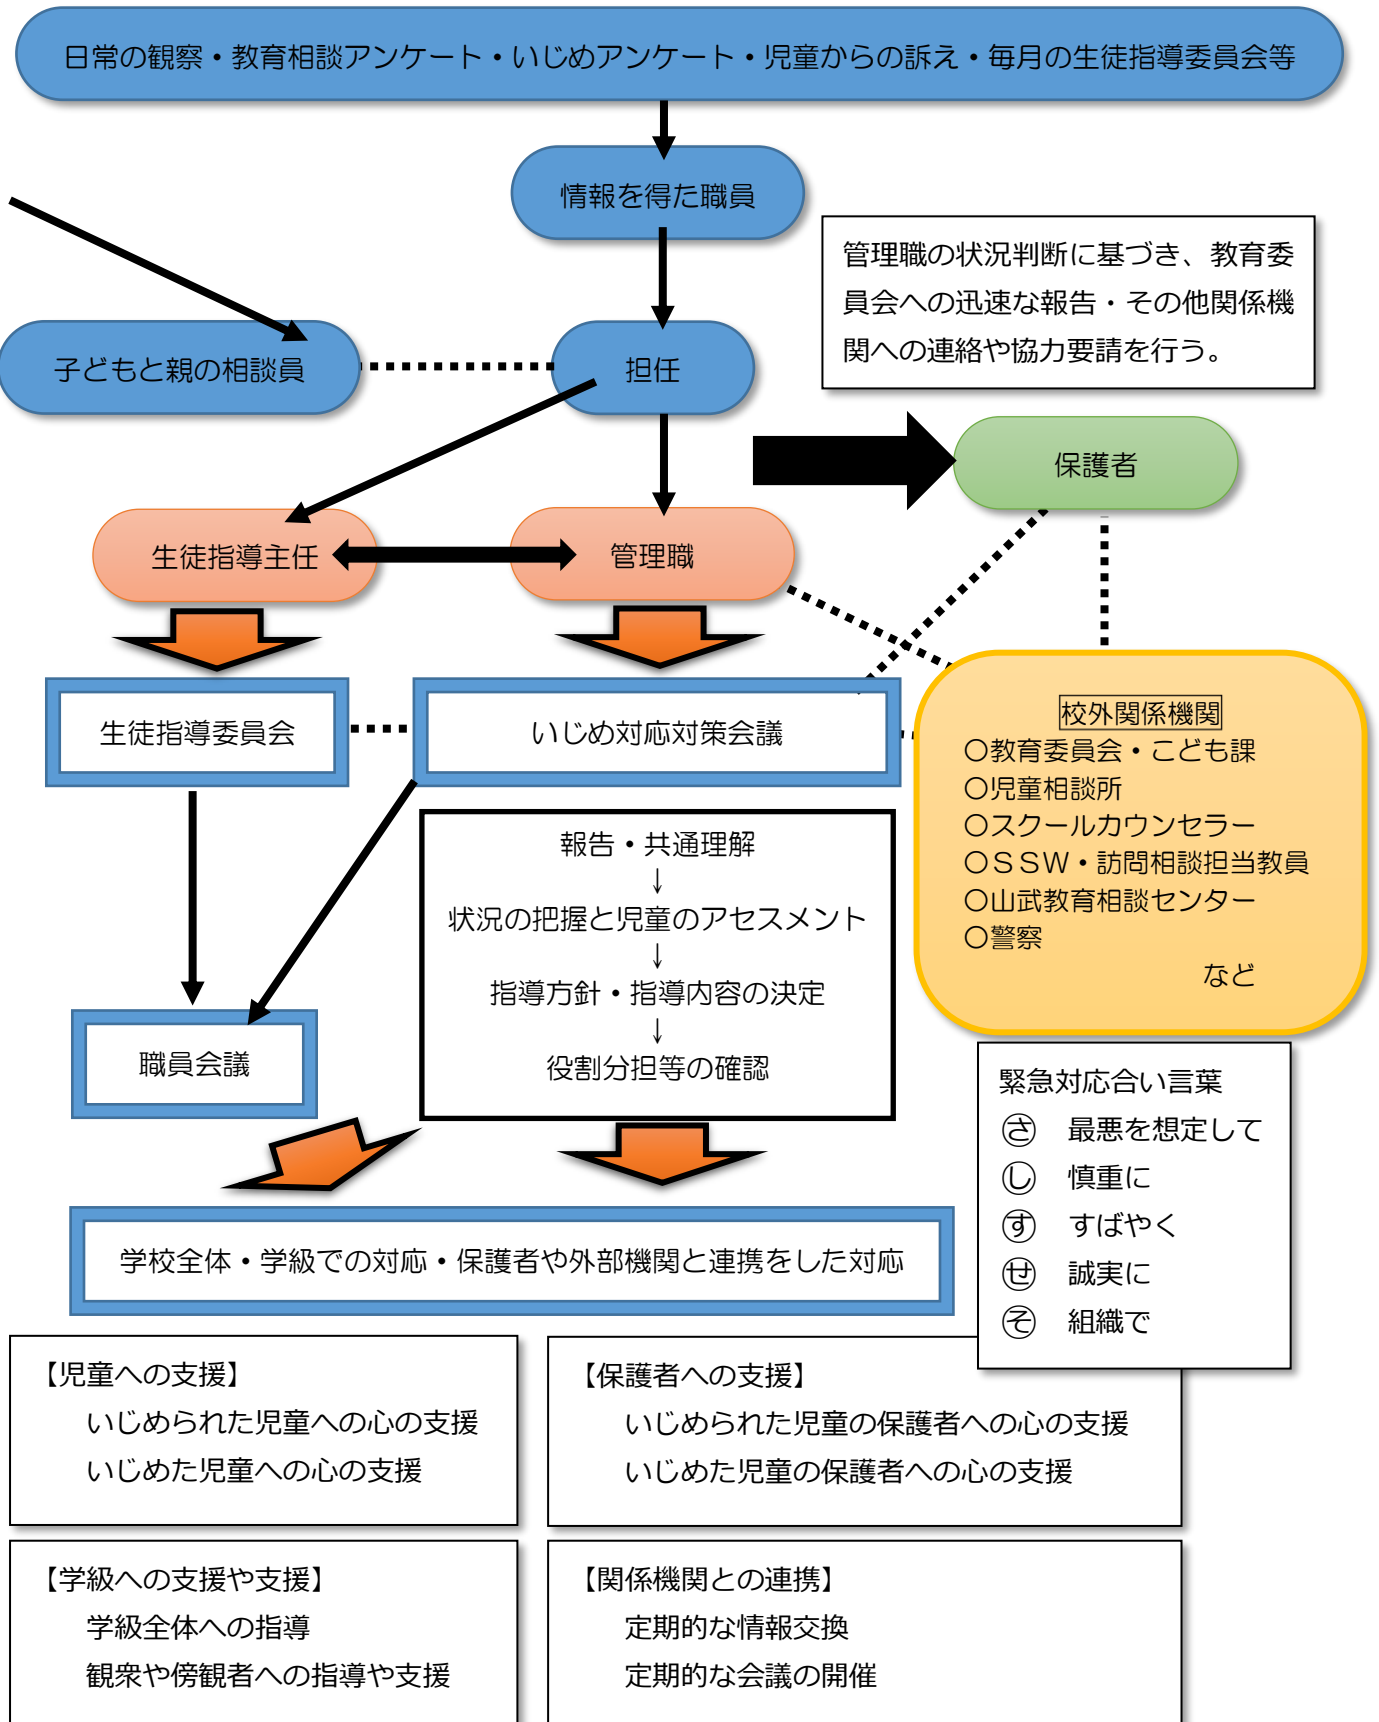 日常の観察・教育相談アンケート・いじめアンケート・児童からの訴え・毎月の生徒指導委員会等
情報を得た職員
管理職の状況判断に基づき、教育委
員会への迅速な報告・その他関係機
関への連絡や協力要請を行う。
子どもと親の相談員
担任
保護者
生徒指導主任
管理職
生徒指導委員会
いじめ対応対策会議
校外関係機関
○教育委員会・こども課
○児童相談所
○スクールカウンセラー
○ＳＳＷ・訪問相談担当教員
○山武教育相談センター
○警察
など
報告・共通理解
↓
状況の把握と児童のアセスメント
↓
指導方針・指導内容の決定
↓
役割分担等の確認
職員会議
緊急対応合い言葉
㋚ 最悪を想定して
し 慎重に
す すばやく
せ 誠実に
そ 組織で
学校全体・学級での対応・保護者や外部機関と連携をした対応
【児童への支援】
いじめられた児童への心の支援
いじめた児童への心の支援
【保護者への支援】
いじめられた児童の保護者への心の支援
いじめた児童の保護者への心の支援
【学級への支援や支援】
学級全体への指導
観衆や傍観者への指導や支援
【関係機関との連携】
定期的な情報交換
定期的な会議の開催